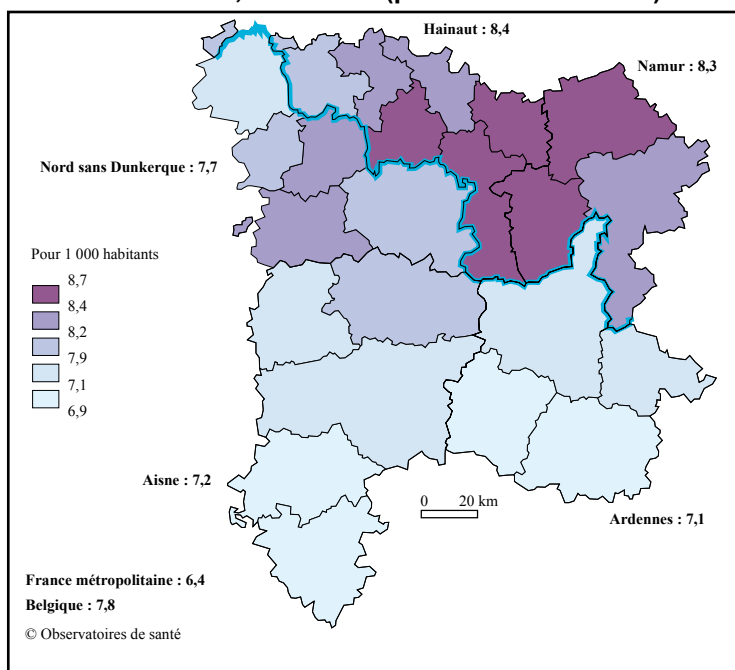 Hainaut : 8,4
Namur : 8,3
Nord sans Dunkerque : 7,7
Pour 1 000 habitants
8,7
8,4
8,2
7,9
7,1
6,9
Aisne : 7,2
0 20 km
Ardennes : 7,1
France métropolitaine : 6,4
Belgique : 7,8
© Observatoires de santé